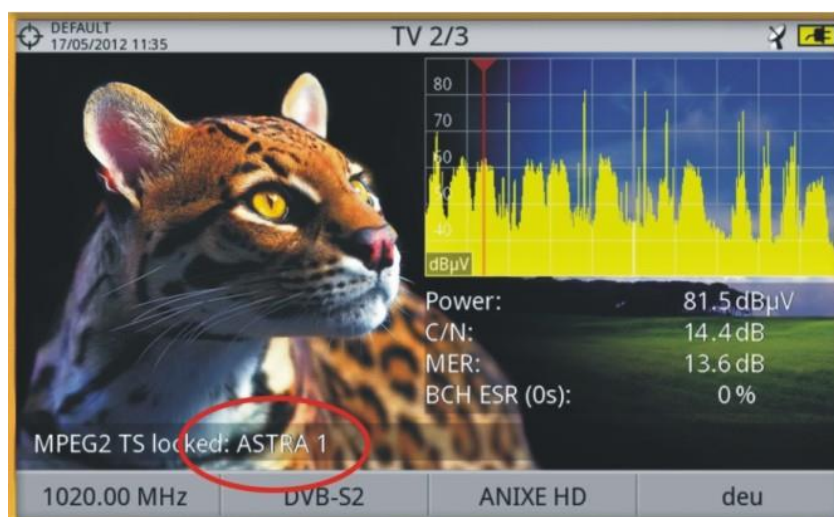 DEFAULT
17/05/2012 11:35
TV 2/3
80
70
60
50
40
dBµV
Power: 81.5 dBµV
C/N: 14.4 dB
MER: 13.6 dB
BCH ESR (0s): 0 %
MPEG2 TS locked: ASTRA 1
1020.00 MHz DVB-S2 ANIXE HD deu